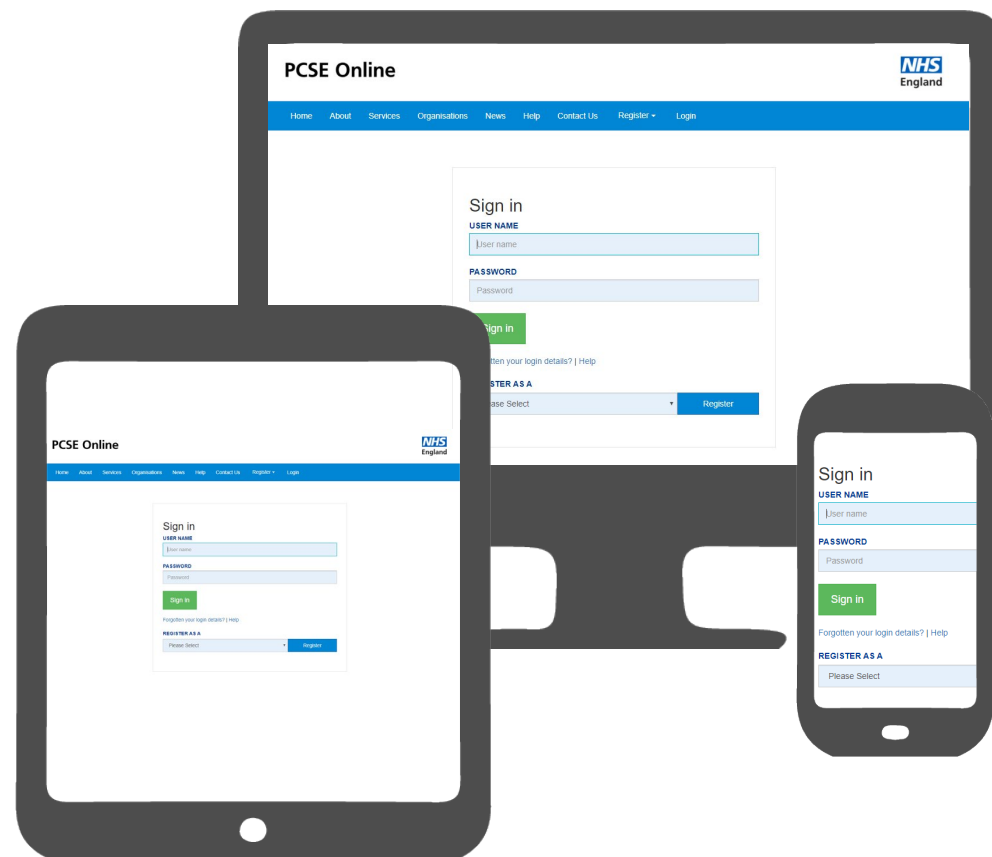 PCSE Online
NHS
England
Home About Services Organisations News Help Contact Us Register Login
Sign in
USER NAME
User name
PASSWORD
Password
Sign in
tten your login details? | Help
STER AS A
ase Select
Register
PCSE Online
NHS
England
Home About Services Organisations News Help Contact Us Register Login
Sign in
USER NAME
User name
PASSWORD
Password
Sign in
Forgotten your login details? | Help
REGISTER AS A
Please Select Register
Sign in
USER NAME
User name
PASSWORD
Password
Sign in
Forgotten your login details? | Help
REGISTER AS A
Please Select